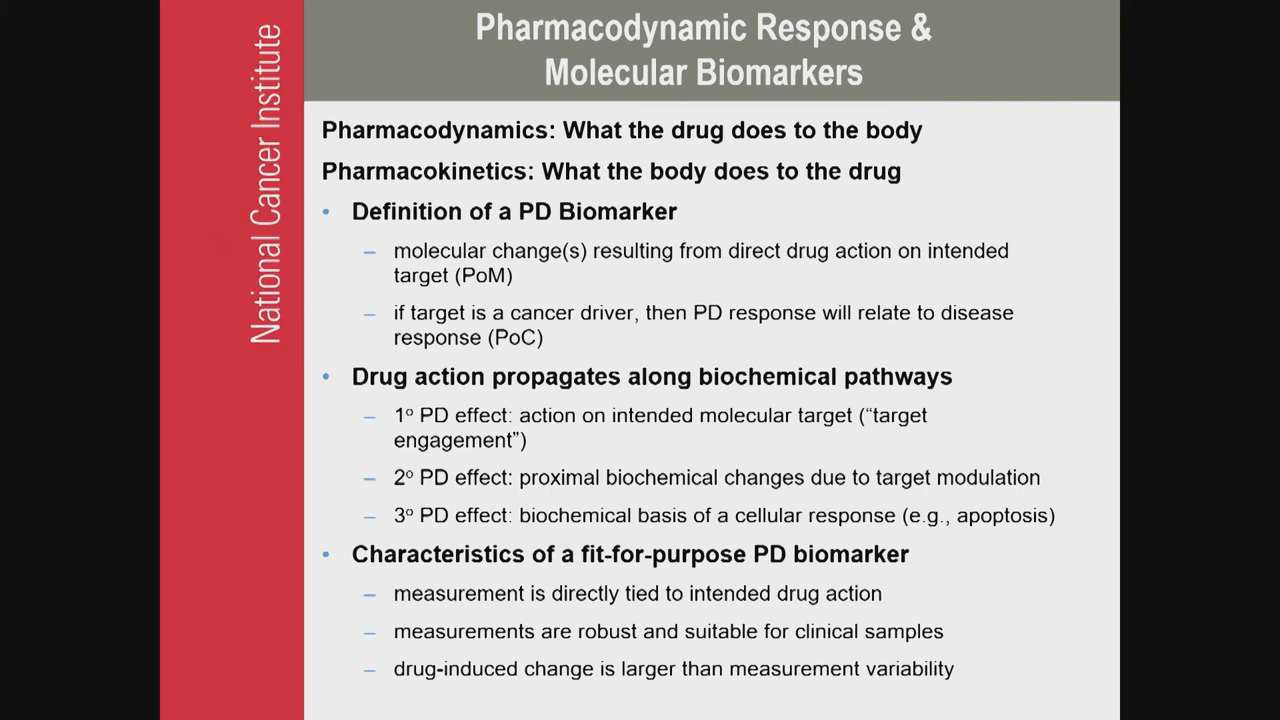 National Cancer Institute
Pharmacodynamic Response &
Molecular Biomarkers
Pharmacodynamics: What the drug does to the body
Pharmacokinetics: What the body does to the drug
• Definition of a PD Biomarker
– molecular change(s) resulting from direct drug action on intended
target (PoM)
– if target is a cancer driver, then PD response will relate to disease
response (PoC)
• Drug action propagates along biochemical pathways
– 1º PD effect: action on intended molecular target (“target
engagement”)
– 2º PD effect: proximal biochemical changes due to target modulation
– 3º PD effect: biochemical basis of a cellular response (e.g., apoptosis)
• Characteristics of a fit-for-purpose PD biomarker
– measurement is directly tied to intended drug action
– measurements are robust and suitable for clinical samples
– drug-induced change is larger than measurement variability